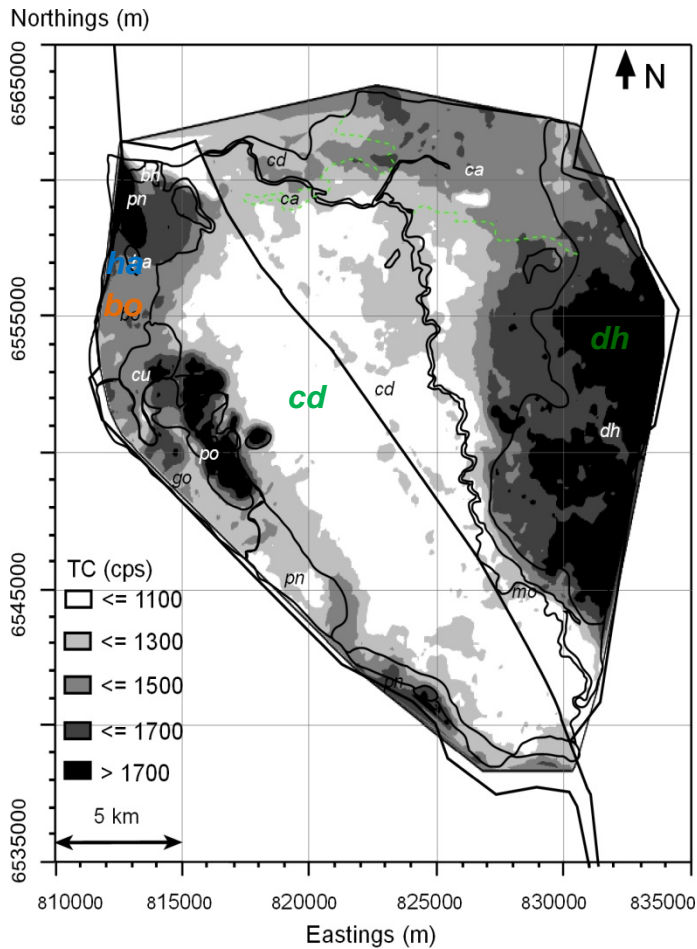 Northings (m)
6565000
N
cd
ca
bh
pn
ca
ha
bo
6555000
dh
cu
cd
cd
dh
po
go
TC (cps)
<= 1100
pn
mo
6545000
<= 1300
<= 1500
pn
<= 1700
> 1700
5 km
6535000
810000 815000 820000 825000 830000 835000
Eastings (m)